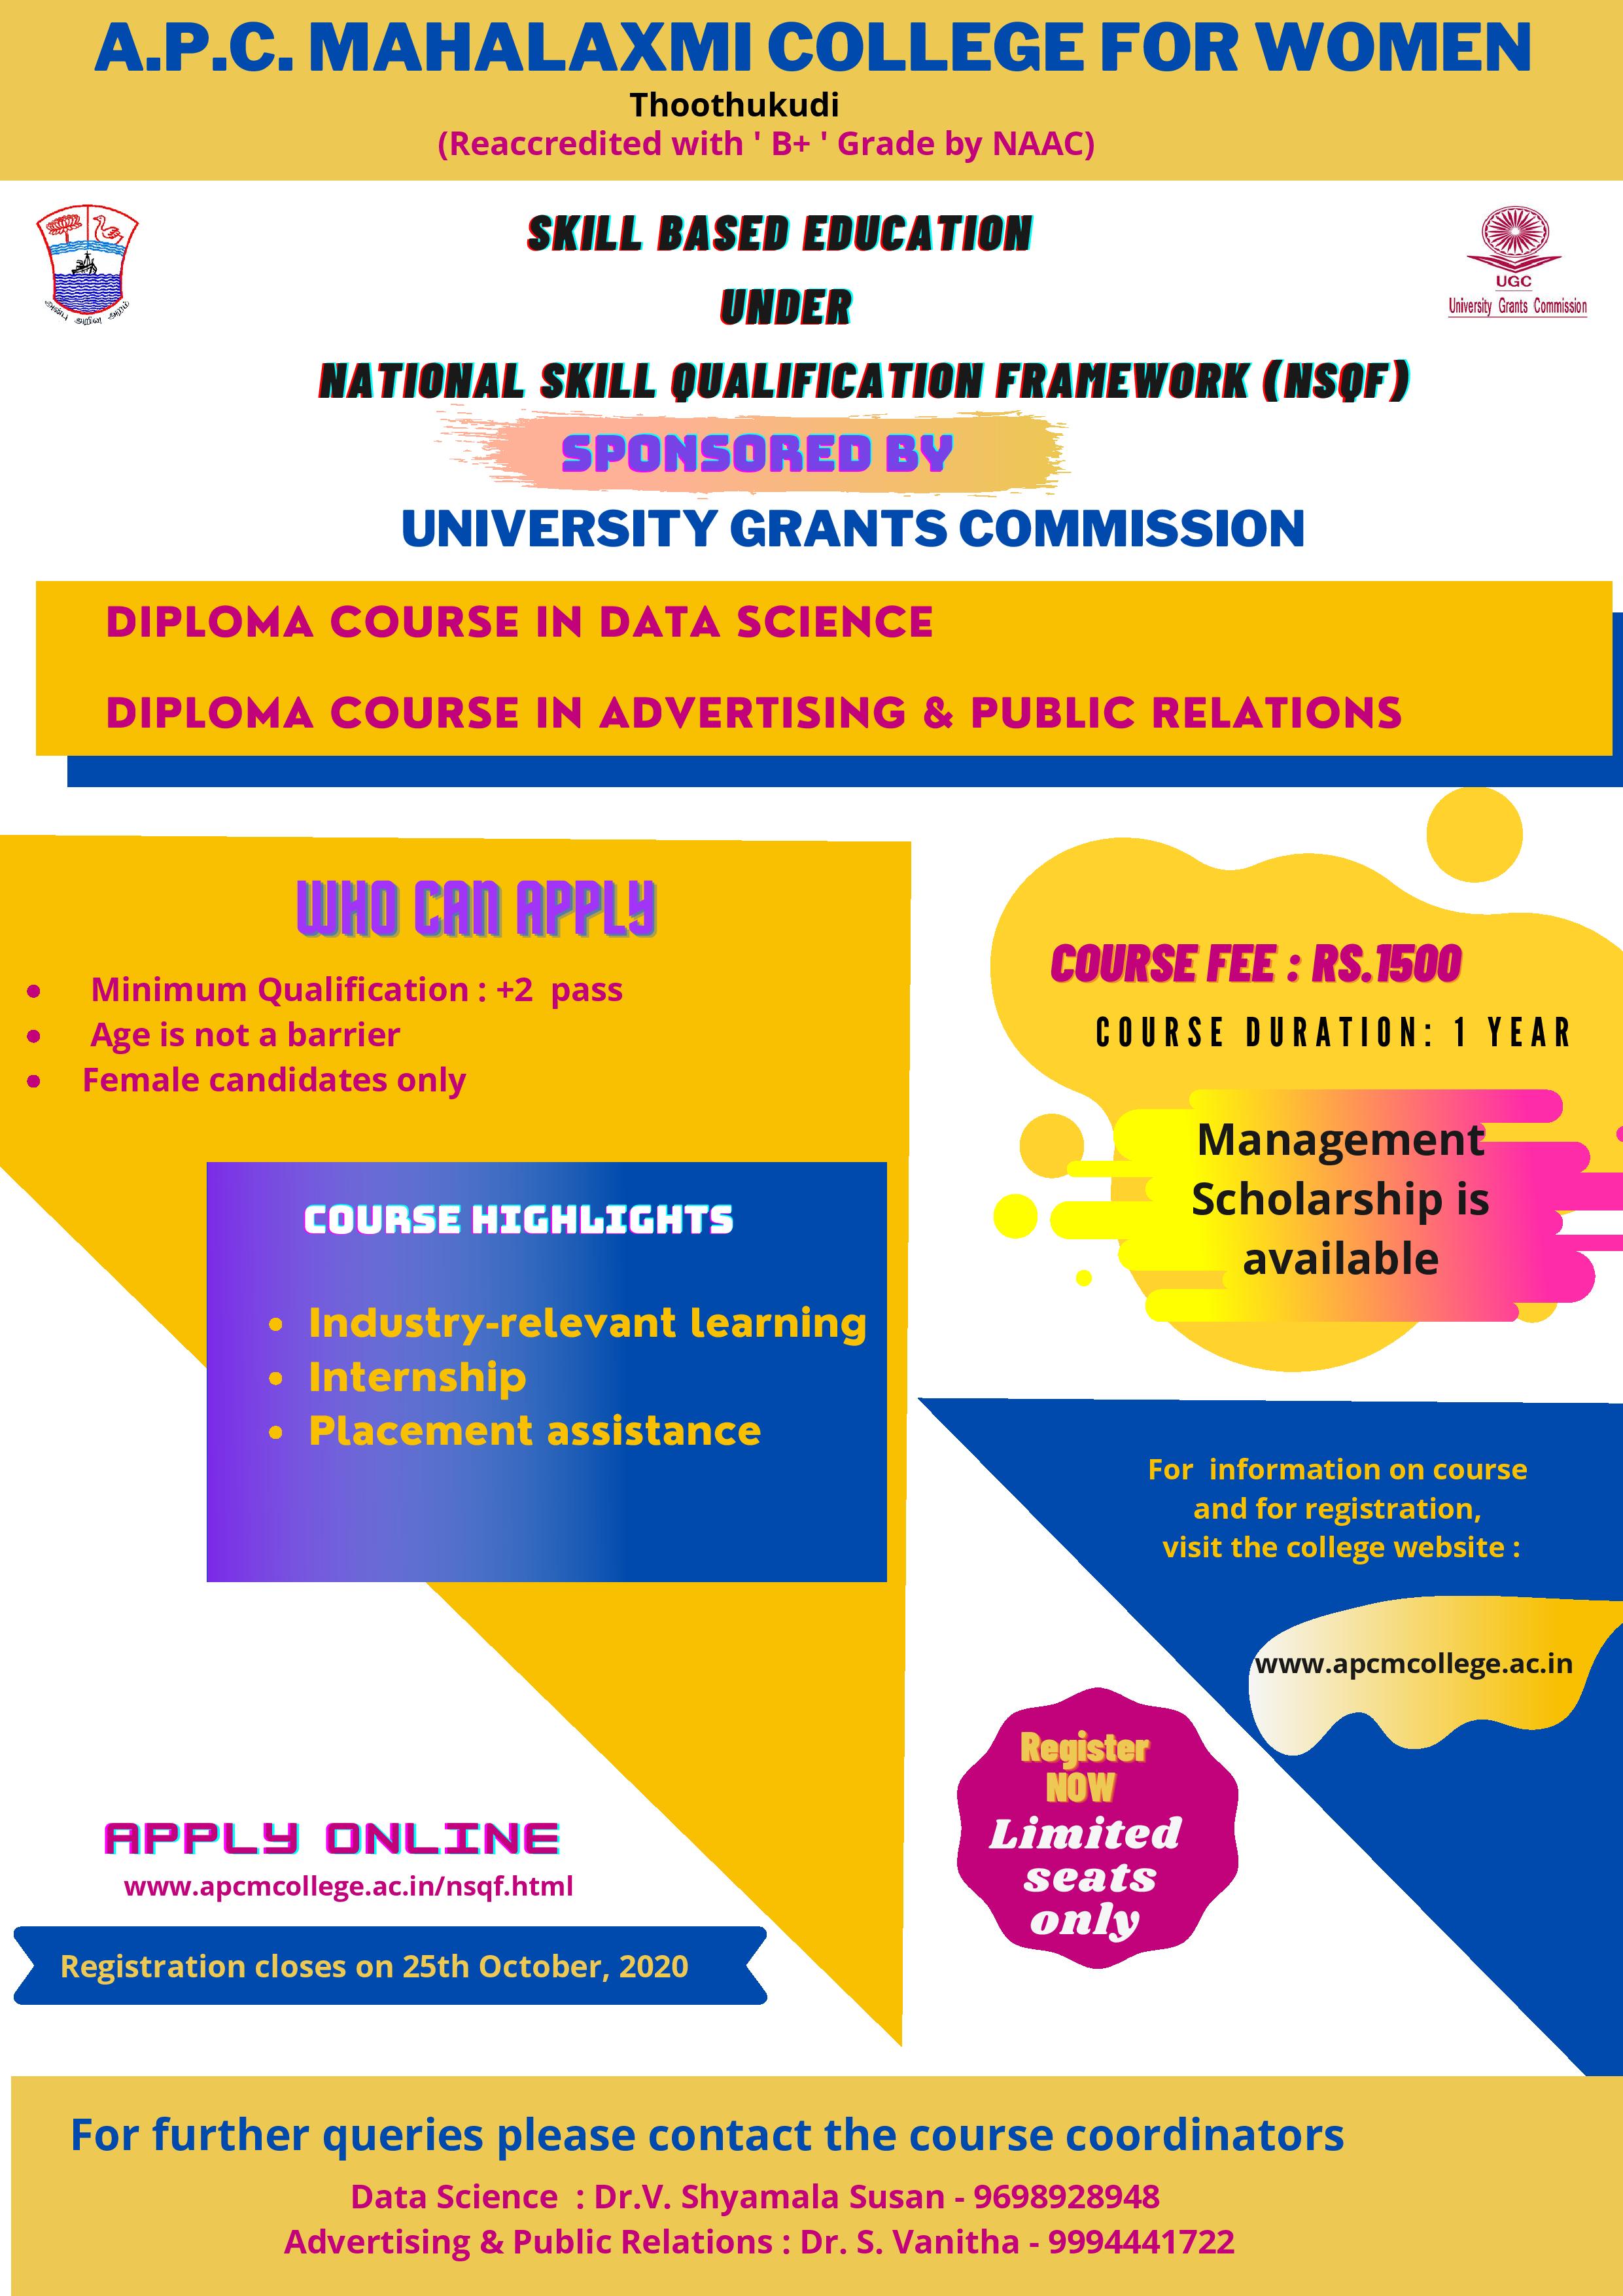 A.P.C. MAHALAXMI COLLEGE FOR WOMEN
Thoothukudi
(Reaccredited with ' B+ ' Grade by NAAC)
SKILL BASED EDUCATION
UNDER
NATIONAL SKILL QUALIFICATION FRAMEWORK (NSQF)
UGC
University Grants Commission
SPONSORED BY
UNIVERSITY GRANTS COMMISSION
DIPLOMA COURSE IN DATA SCIENCE
DIPLOMA COURSE IN ADVERTISING & PUBLIC RELATIONS
WHO CAN APPLY
Minimum Qualification : +2 pass
Age is not a barrier
Female candidates only
COURSE FEE : RS.1500
COURSE DURATION: 1 YEAR
Management
Scholarship is
available
COURSE HIGHLIGHTS
Industry-relevant learning
Internship
Placement assistance
For information on course
and for registration,
visit the college website :
www.apcmcollege.ac.in
Register
NOW
Limited
seats
only
APPLY ONLINE
www.apcmcollege.ac.in/nsqf.html
Registration closes on 25th October, 2020
For further queries please contact the course coordinators
Data Science : Dr.V. Shyamala Susan - 9698928948
Advertising & Public Relations : Dr. S. Vanitha - 9994441722